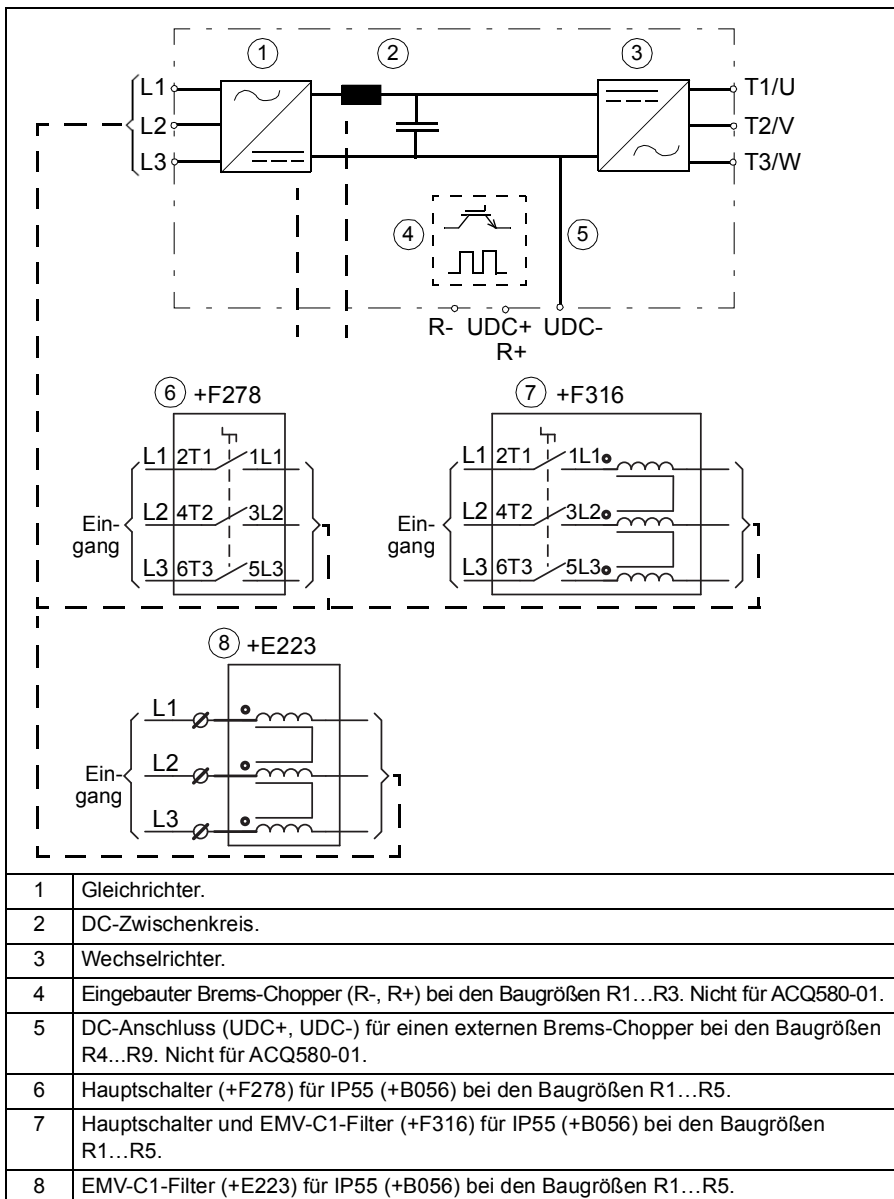 1 2 3
L1 T1/U
L2 T2/V
L3 T3/W
4 5
R- UDC+ UDC-
R+
6 +F278 7 +F316
L1 2T1 1L1 L1 2T1 1L1
L2 4T2 3L2 L2 4T2 3L2
Ein- Ein-
gang gang
L3 6T3 5L3 L3 6T3 5L3
8 +E223
L1
L2
Ein-
gang
L3
1 Gleichrichter.
2 DC-Zwischenkreis.
3 Wechselrichter.
4 Eingebauter Brems-Chopper (R-, R+) bei den Baugrößen R1…R3. Nicht für ACQ580-01.
5 DC-Anschluss (UDC+, UDC-) für einen externen Brems-Chopper bei den Baugrößen
R4...R9. Nicht für ACQ580-01.
6 Hauptschalter (+F278) für IP55 (+B056) bei den Baugrößen R1…R5.
7 Hauptschalter und EMV-C1-Filter (+F316) für IP55 (+B056) bei den Baugrößen
R1…R5.
8 EMV-C1-Filter (+E223) für IP55 (+B056) bei den Baugrößen R1…R5.